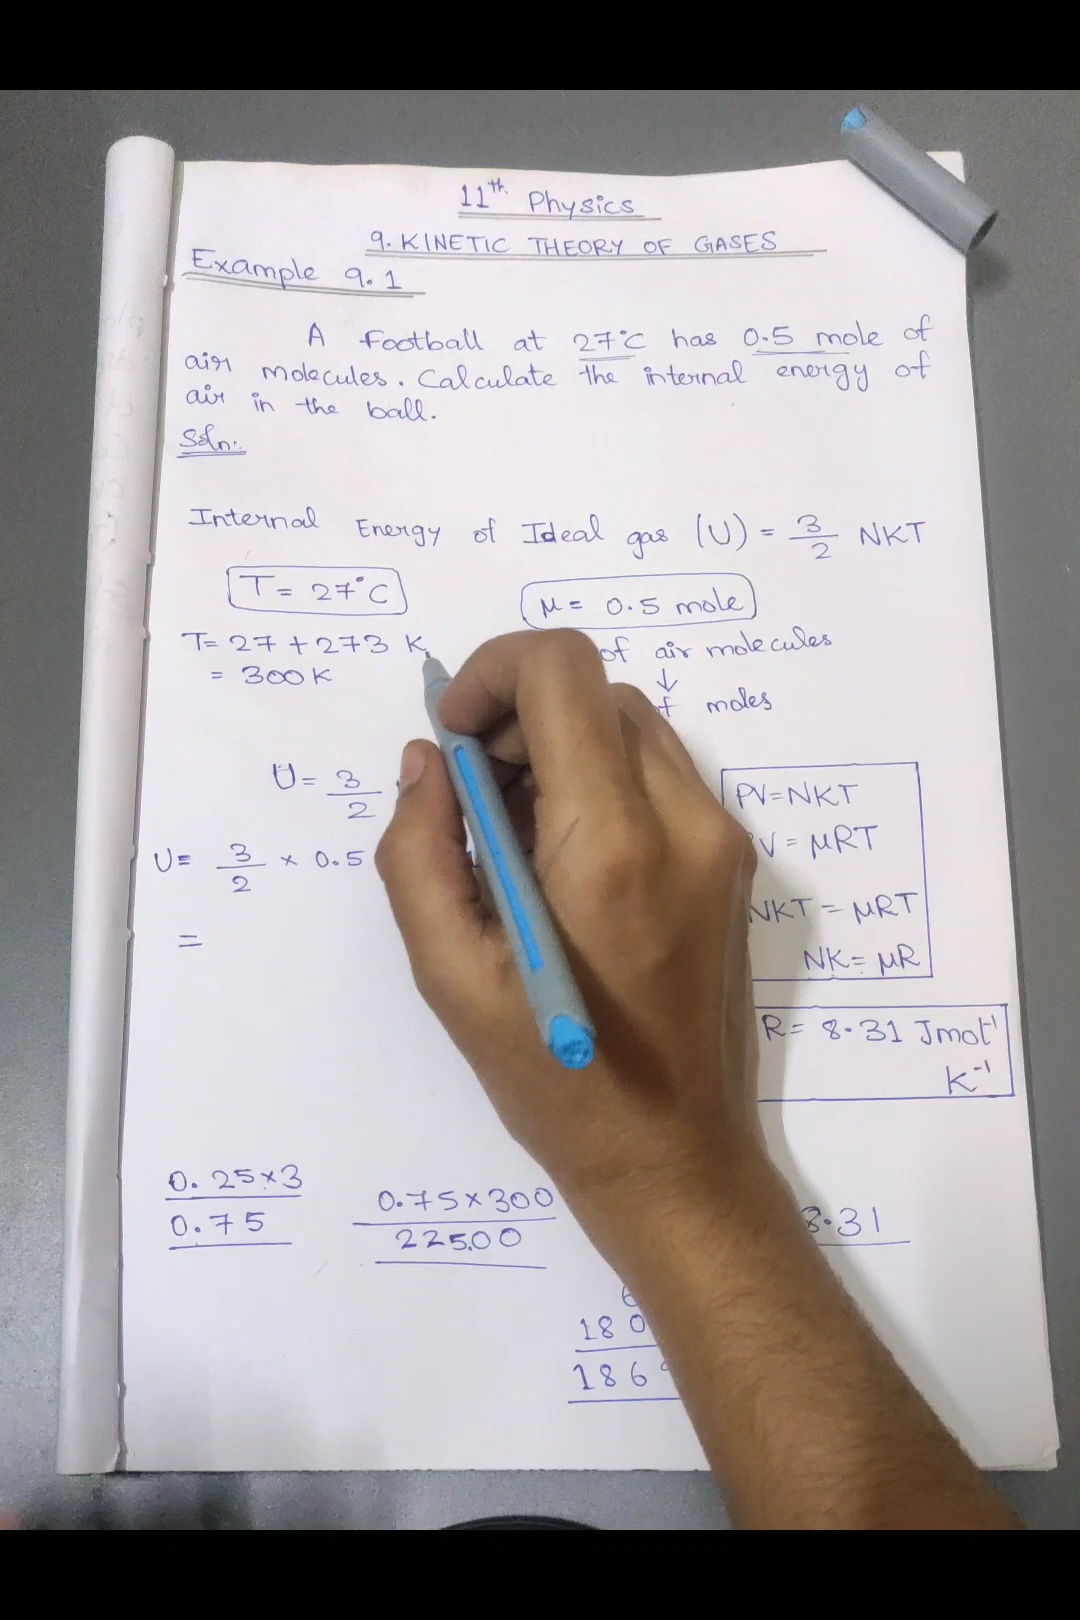 11th Physics
9. KINETIC THEORY OF GASES
Example 9.1
A Football at 27°C has 0.5 mole of
air molecules. Calculate the internal energy of
air in the ball.
Soln:.
Internal Energy of Ideal gas (U) = 3/2 NKT
T = 27°C
μ = 0.5 mole
T= 27 + 273 K
= 300K
of air molecules
↓
of moles
U = 3/2
U = 3/2 × 0.5
=
PV=NKT
V = μRT
NKT = μRT
NK = μR
R = 8.31 Jmol-1
K-1
0.25×3
0.75
0.75×300
225.00
8.31
6
180
186